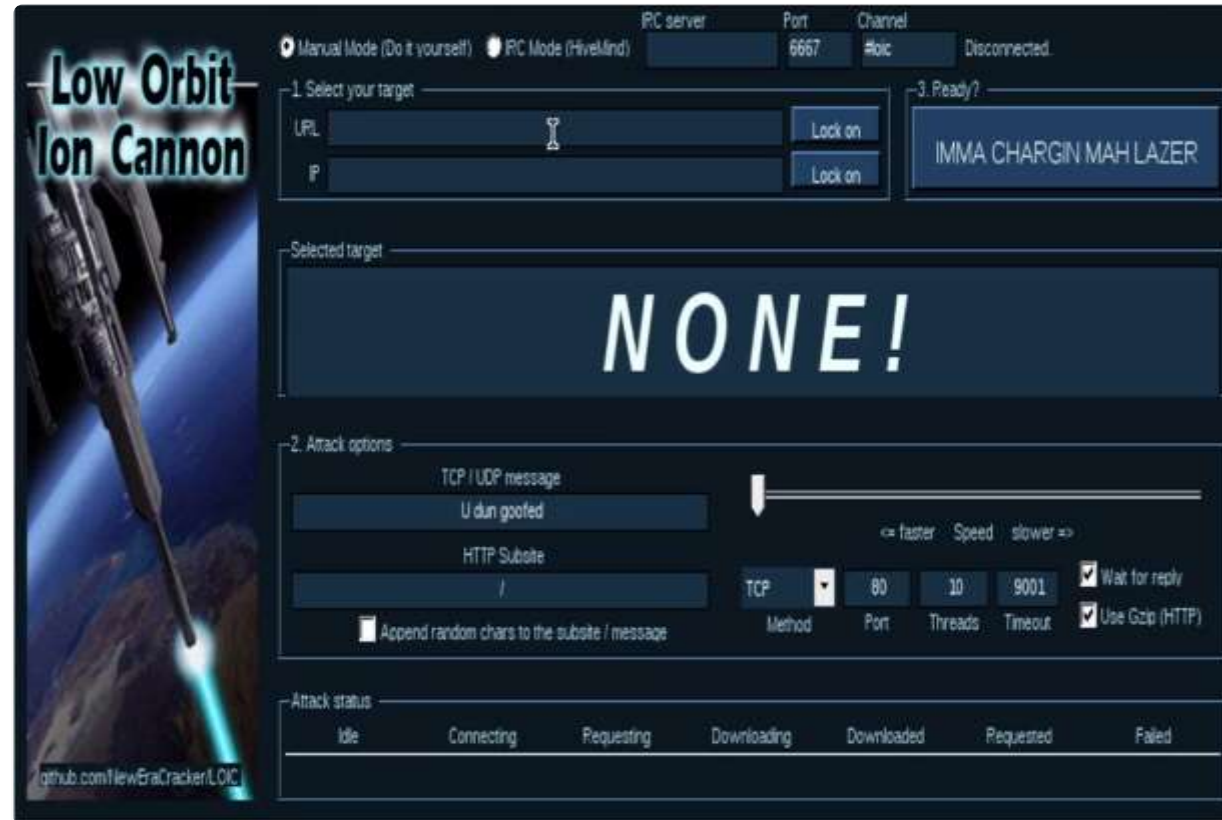 Low Orbit
Ion Cannon
IRC server Port Channel
Manual Mode (Do it yourself) IRC Mode (HiveMind) 6667 #loic Disconnected.
1. Select your target
URL Lock on
IP Lock on
3. Ready?
IMMA CHARGIN MAH LAZER
Selected target
NONE!
2. Attack options
TCP / UDP message
U dun goofed
HTTP Subsite
/
Append random chars to the subsite / message
<= faster Speed slower =>
TCP 80 10 9001 Wait for reply
Method Port Threads Timeout Use Gzip (HTTP)
Attack status
Idle Connecting Requesting Downloading Downloaded Requested Failed
github.com/NewEraCracker/LOIC